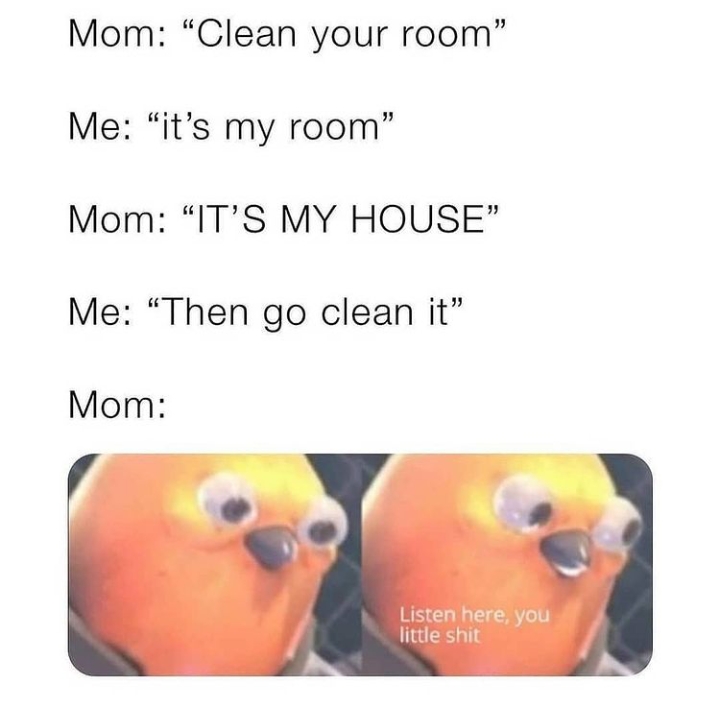 Mom: “Clean your room”
Me: “it’s my room”
Mom: “IT’S MY HOUSE”
Me: “Then go clean it”
Mom:
Listen here, you
little shit